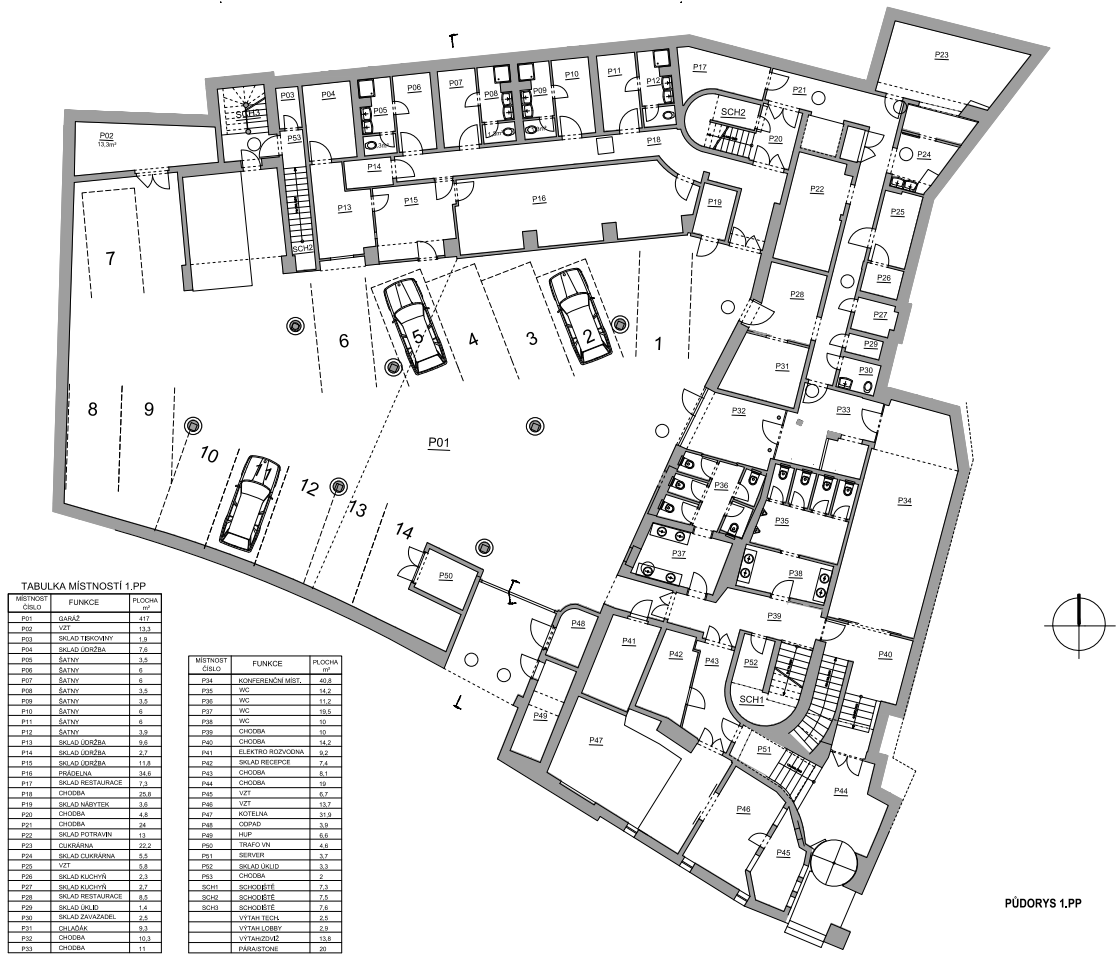 P23
P17
P21
P07
P06
P08
P09
P10
P11
P12
P03
P04
P05
SCH3
SCH2
P20
P02
13,3m²
P53
P18
P24
P14
P13
P15
P16
P19
P22
P25
SCH2
P26
P28
P27
P29
P30
P31
P32
P33
7
6
5
4
3
2
1
8
9
10
11
12
13
14
P01
P34
P36
P35
P37
P38
P50
P39
P48
P41
P42
P43
P52
P40
SCH1
P49
P47
P51
P46
P44
P45
TABULKA MÍSTNOSTÍ 1.PP
MÍSTNOST ČÍSLO FUNKCE PLOCHA m²
P01 GARÁŽ 417
P02 VZT 13,3
P03 SKLAD TISKOVINY 1,9
P04 SKLAD ÚDRŽBA 7,6
P05 ŠATNY 3,5
P06 ŠATNY 6
P07 ŠATNY 6
P08 ŠATNY 3,5
P09 ŠATNY 3,5
P10 ŠATNY 6
P11 ŠATNY 6
P12 ŠATNY 3,9
P13 SKLAD ÚDRŽBA 9,6
P14 SKLAD ÚDRŽBA 2,7
P15 SKLAD ÚDRŽBA 11,8
P16 PRÁDELNA 34,6
P17 SKLAD RESTAURACE 7,3
P18 CHODBA 25,8
P19 SKLAD NÁBYTEK 3,6
P20 CHODBA 4,8
P21 CHODBA 24
P22 SKLAD POTRAVIN 13
P23 CUKRÁRNA 22,2
P24 SKLAD CUKRÁRNA 5,5
P25 VZT 5,8
P26 SKLAD KUCHYŇ 2,3
P27 SKLAD KUCHYŇ 2,7
P28 SKLAD RESTAURACE 8,5
P29 SKLAD ÚKLID 1,4
P30 SKLAD ZAVAZADEL 2,5
P31 CHLAĎÁK 9,3
P32 CHODBA 10,3
P33 CHODBA 11
MÍSTNOST ČÍSLO FUNKCE PLOCHA m²
P34 KONFERENČNÍ MÍST. 40,8
P35 WC 14,2
P36 WC 11,2
P37 WC 19,5
P38 WC 10
P39 CHODBA 10
P40 CHODBA 14,2
P41 ELEKTRO ROZVODNA 9,2
P42 SKLAD RECEPCE 7,4
P43 CHODBA 8,1
P44 CHODBA 19
P45 VZT 6,7
P46 VZT 13,7
P47 KOTELNA 31,9
P48 ODPAD 3,9
P49 HUP 6,6
P50 TRAFO VN 4,6
P51 SERVER 3,7
P52 SKLAD ÚKLID 3,3
P53 CHODBA 2
SCH1 SCHODIŠTĚ 7,3
SCH2 SCHODIŠTĚ 7,5
SCH3 SCHODIŠTĚ 7,6
VÝTAH TECH. 2,5
VÝTAH LOBBY 2,9
VÝTAH/ZDVIŽ 13,8
PÁRA/STONE 20
PŮDORYS 1.PP